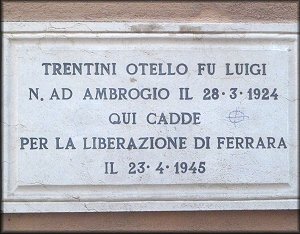 TRENTINI OTELLO FU LUIGI
N. AD AMBROGIO IL 28·3·1924
QUI CADDE
PER LA LIBERAZIONE DI FERRARA
IL 23·4·1945